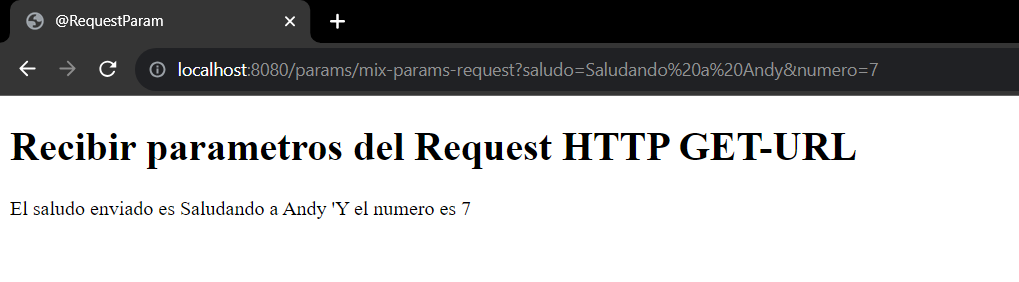 @RequestParam
localhost:8080/params/mix-params-request?saludo=Saludando%20a%20Andy&numero=7
Recibir parametros del Request HTTP GET-URL
El saludo enviado es Saludando a Andy 'Y el numero es 7